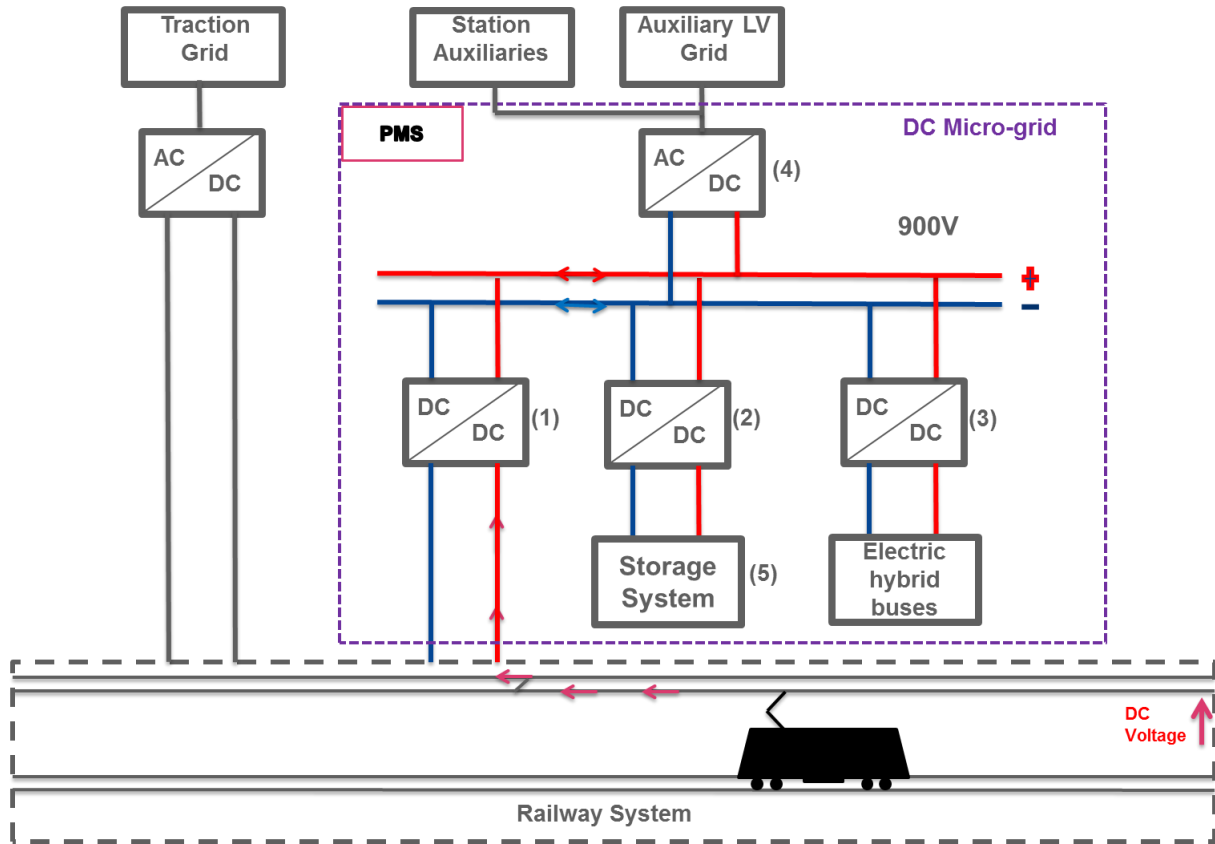 Traction
Grid
Station
Auxiliaries
Auxiliary LV
Grid
PMS
DC Micro-grid
AC
DC
AC
DC
(4)
900V
+
−
DC
DC
(1)
DC
DC
(2)
DC
DC
(3)
Storage
System
(5)
Electric
hybrid
buses
DC
Voltage
Railway System